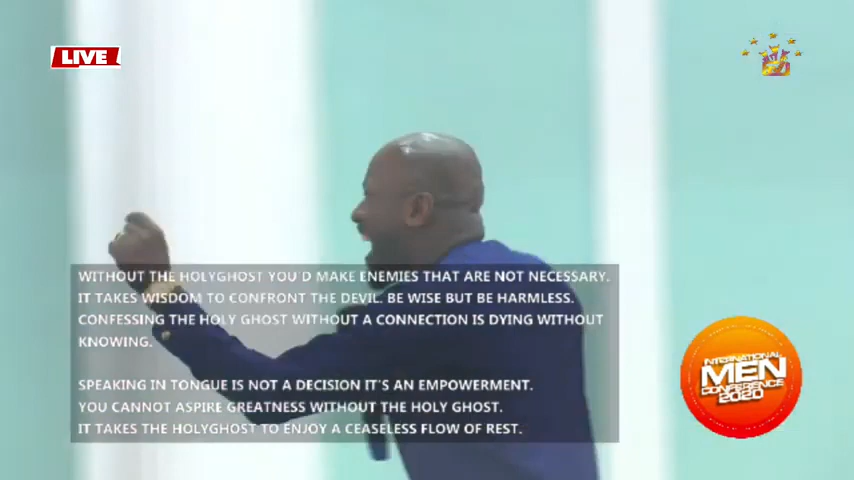 LIVE
WITHOUT THE HOLYGHOST YOU'D MAKE ENEMIES THAT ARE NOT NECESSARY.
IT TAKES WISDOM TO CONFRONT THE DEVIL. BE WISE BUT BE HARMLESS.
CONFESSING THE HOLY GHOST WITHOUT A CONNECTION IS DYING WITHOUT
KNOWING.
SPEAKING IN TONGUE IS NOT A DECISION IT'S AN EMPOWERMENT.
YOU CANNOT ASPIRE GREATNESS WITHOUT THE HOLY GHOST.
IT TAKES THE HOLYGHOST TO ENJOY A CEASELESS FLOW OF REST.
INTERNATIONAL
MEN
CONFERENCE
2020